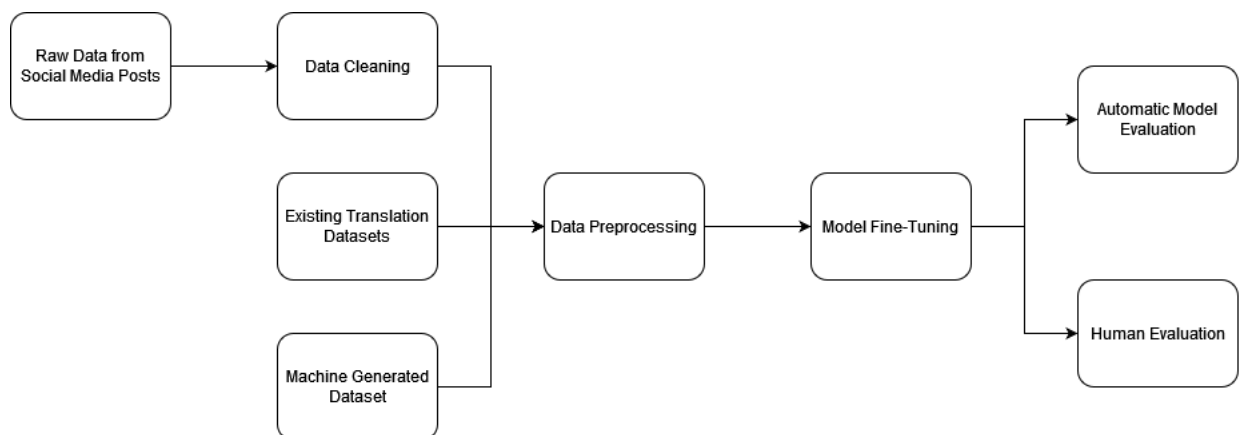 Raw Data from
Social Media Posts
Data Cleaning
Existing Translation
Datasets
Machine Generated
Dataset
Data Preprocessing
Model Fine-Tuning
Automatic Model
Evaluation
Human Evaluation